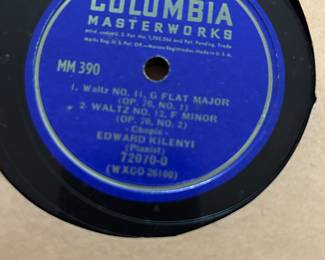 COLUMBIA
MASTERWORKS
MM 390
1. Waltz NO. 11, G FLAT MAJOR
(OP. 70, NO. 1)
2. WALTZ NO. 12, F MINOR
(OP. 70, NO. 2)
-Chopin-
EDWARD KILENYI
(Pianist)
72070-D
(WXCO 26100)